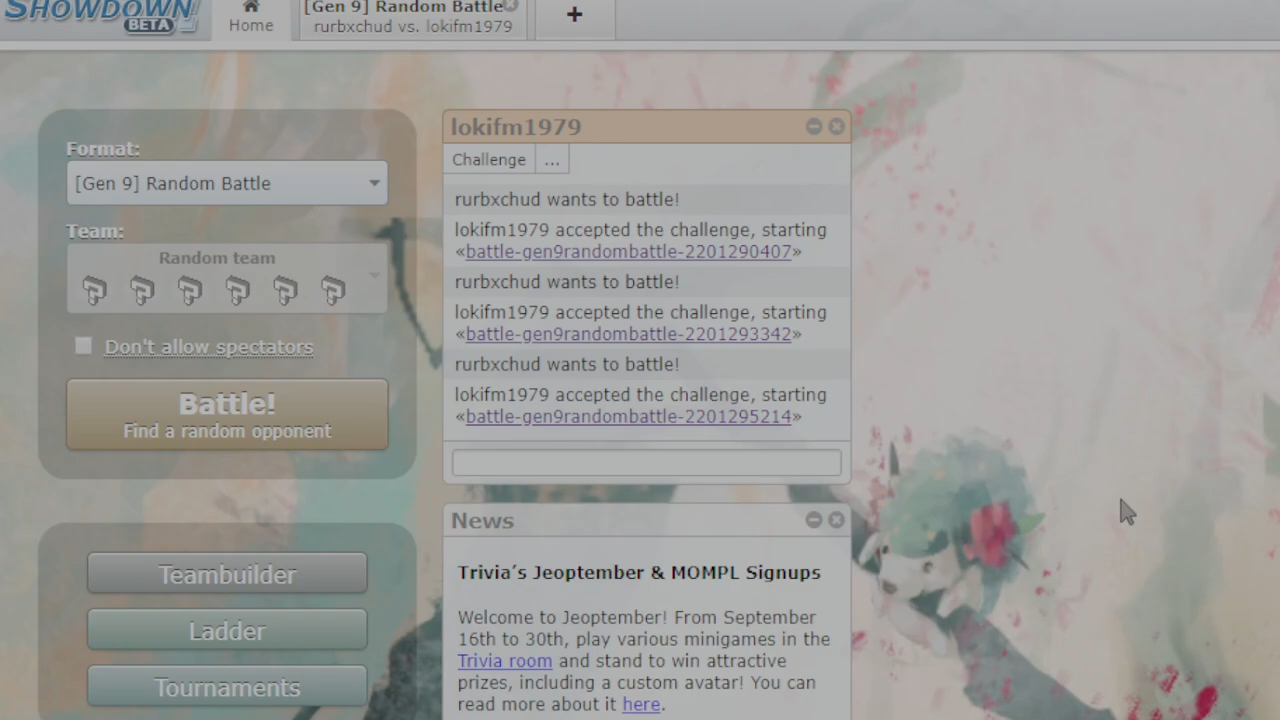 SHOWDOWN
BETA
Home
[Gen 9] Random Battle
rurbxchud vs. lokifm1979
+
Format:
[Gen 9] Random Battle
Team:
Random team
Don't allow spectators
Battle!
Find a random opponent
Teambuilder
Ladder
Tournaments
lokifm1979
Challenge
...
rurbxchud wants to battle!
lokifm1979 accepted the challenge, starting
«battle-gen9randombattle-2201290407»
rurbxchud wants to battle!
lokifm1979 accepted the challenge, starting
«battle-gen9randombattle-2201293342»
rurbxchud wants to battle!
lokifm1979 accepted the challenge, starting
«battle-gen9randombattle-2201295214»
News
Trivia's Jeoptember & MOMPL Signups
Welcome to Jeoptember! From September
16th to 30th, play various minigames in the
Trivia room and stand to win attractive
prizes, including a custom avatar! You can
read more about it here.